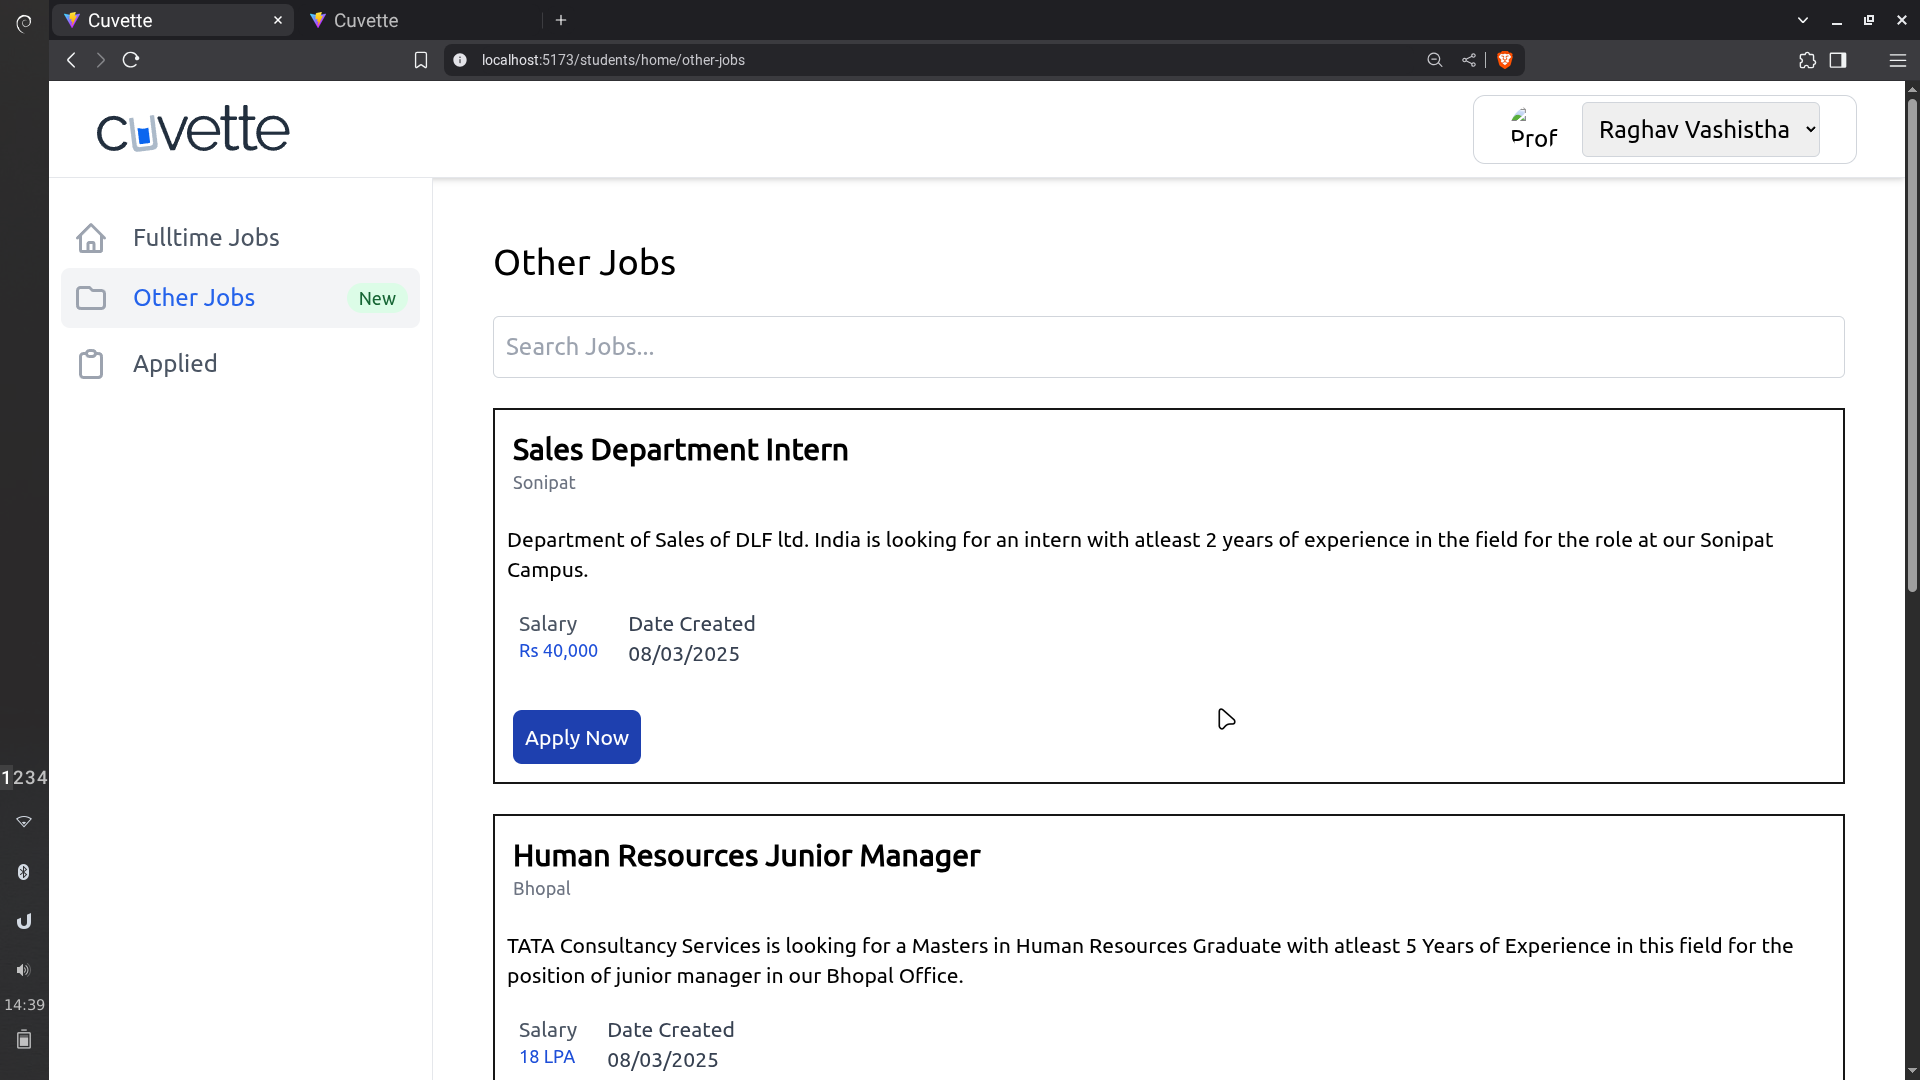 Cuvette
Cuvette
localhost:5173/students/home/other-jobs
cuvette
Prof
Raghav Vashistha
Fulltime Jobs
Other Jobs
New
Applied
Other Jobs
Search Jobs...
Sales Department Intern
Sonipat
Department of Sales of DLF ltd. India is looking for an intern with atleast 2 years of experience in the field for the role at our Sonipat
Campus.
Salary
Date Created
Rs 40,000
08/03/2025
Apply Now
Human Resources Junior Manager
Bhopal
TATA Consultancy Services is looking for a Masters in Human Resources Graduate with atleast 5 Years of Experience in this field for the
position of junior manager in our Bhopal Office.
Salary
Date Created
18 LPA
08/03/2025
1234
14:39